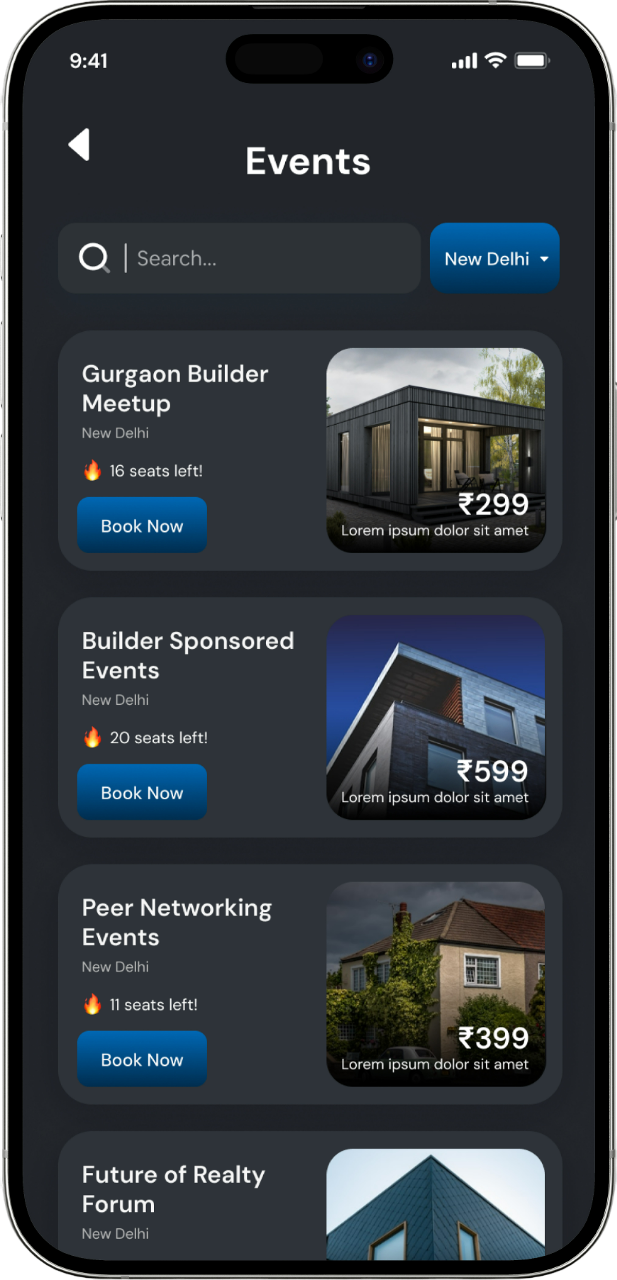 9:41
Events
Search...
New Delhi
Gurgaon Builder
Meetup
New Delhi
🔥 16 seats left!
Book Now
₹299
Lorem ipsum dolor sit amet
Builder Sponsored
Events
New Delhi
🔥 20 seats left!
Book Now
₹599
Lorem ipsum dolor sit amet
Peer Networking
Events
New Delhi
🔥 11 seats left!
Book Now
₹399
Lorem ipsum dolor sit amet
Future of Realty
Forum
New Delhi